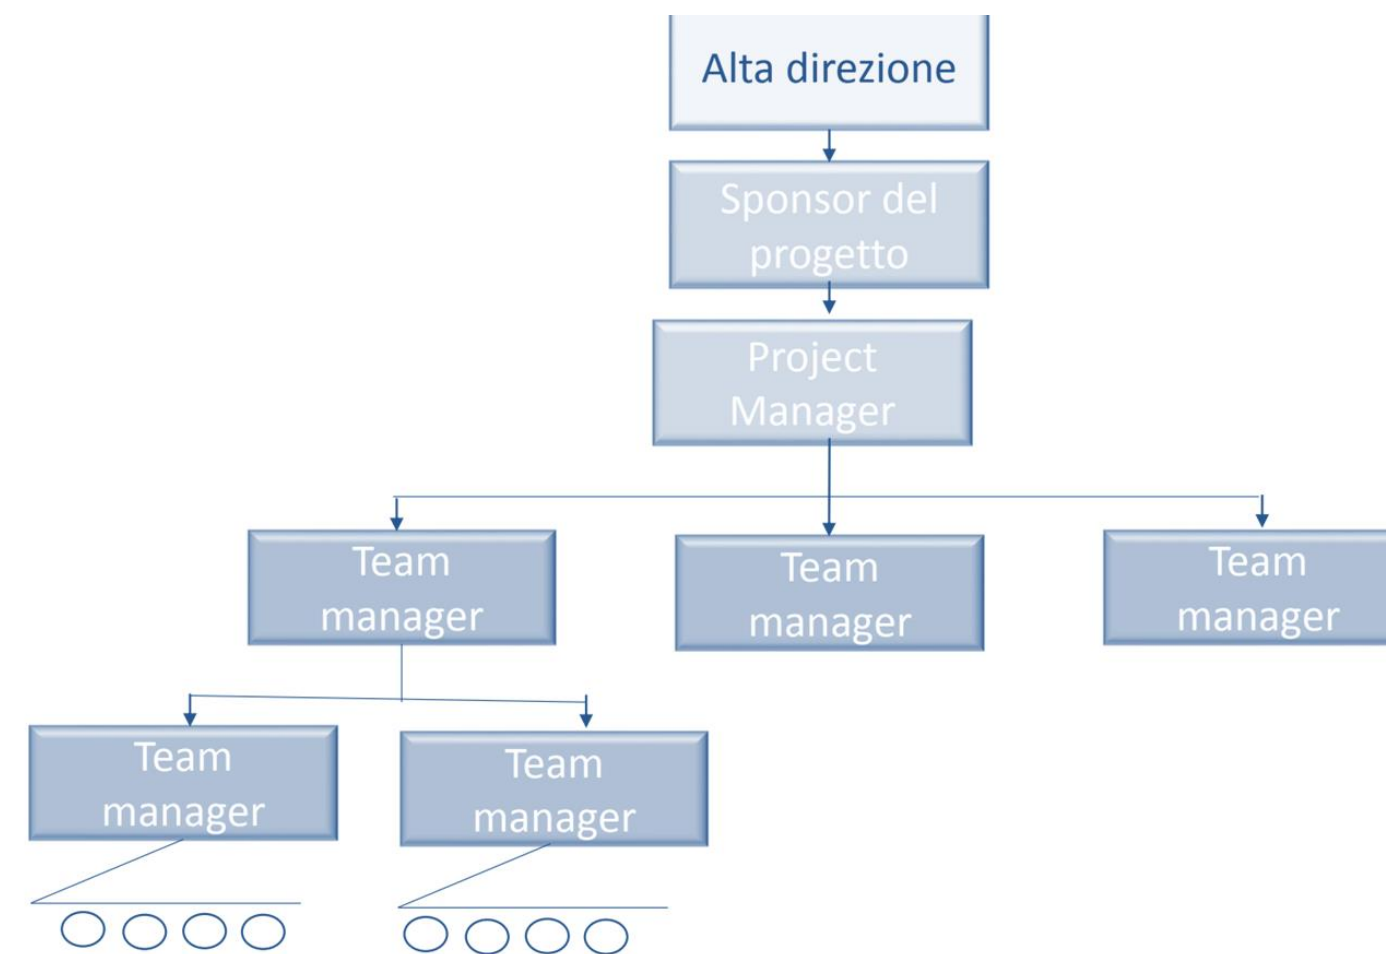 Alta direzione
Sponsor del
progetto
Project
Manager
Team
manager
Team
manager
Team
manager
Team
manager
Team
manager